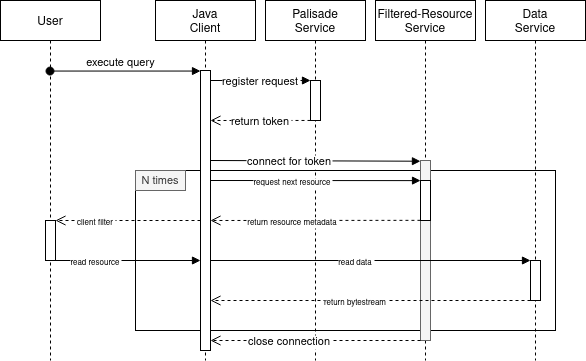 User
Java
Client
Palisade
Service
Filtered-Resource
Service
Data
Service
execute query
register request
return token
connect for token
N times
request next resource
client filter
return resource metadata
read resource
read data
return bytestream
close connection